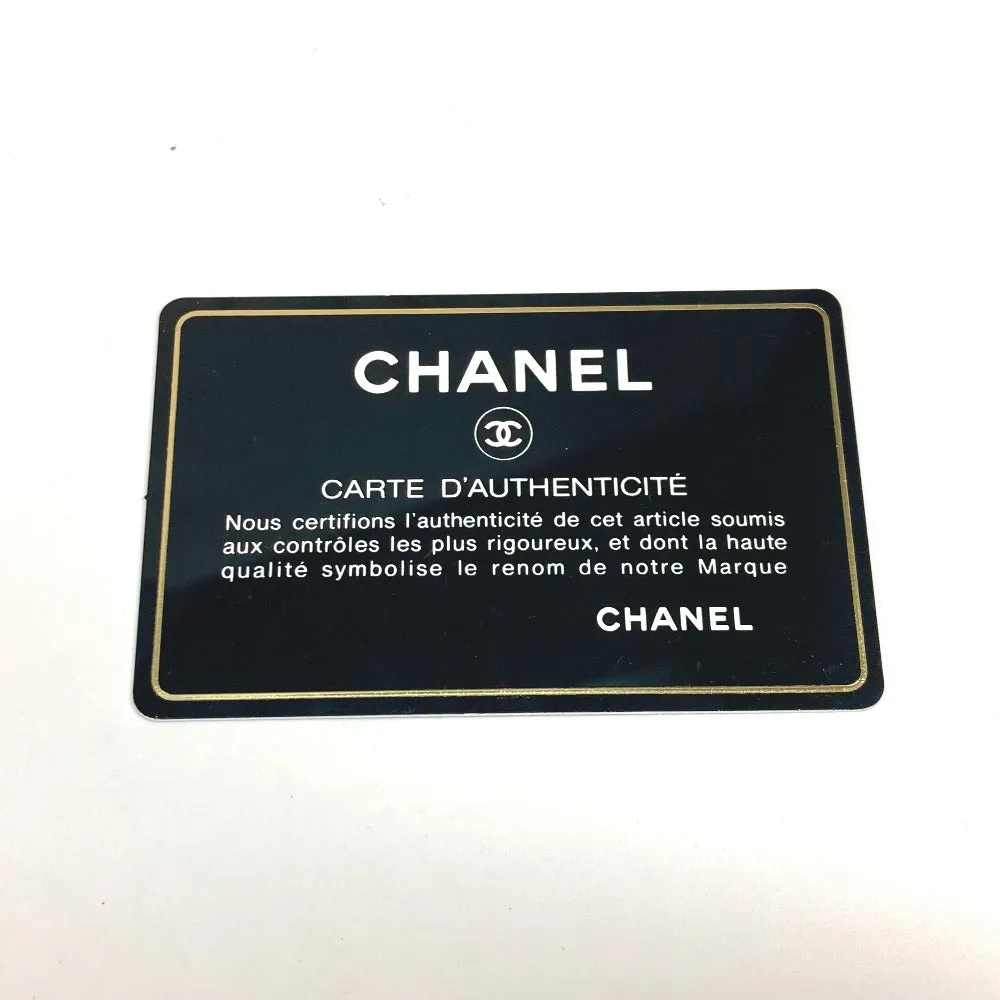 CHANEL
CARTE D'AUTHENTICITÉ
Nous certifions l'authenticité de cet article soumis
aux contrôles les plus rigoureux, et dont la haute
qualité symbolise le renom de notre Marque
CHANEL